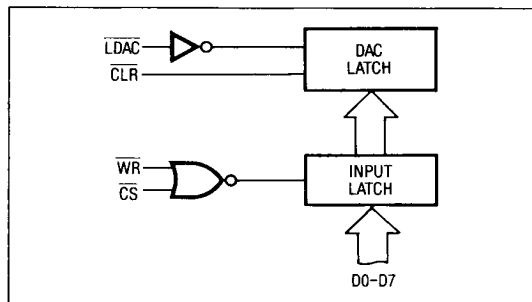 LDAC
DAC
LATCH
CLR
WR
CS
INPUT
LATCH
D0-D7